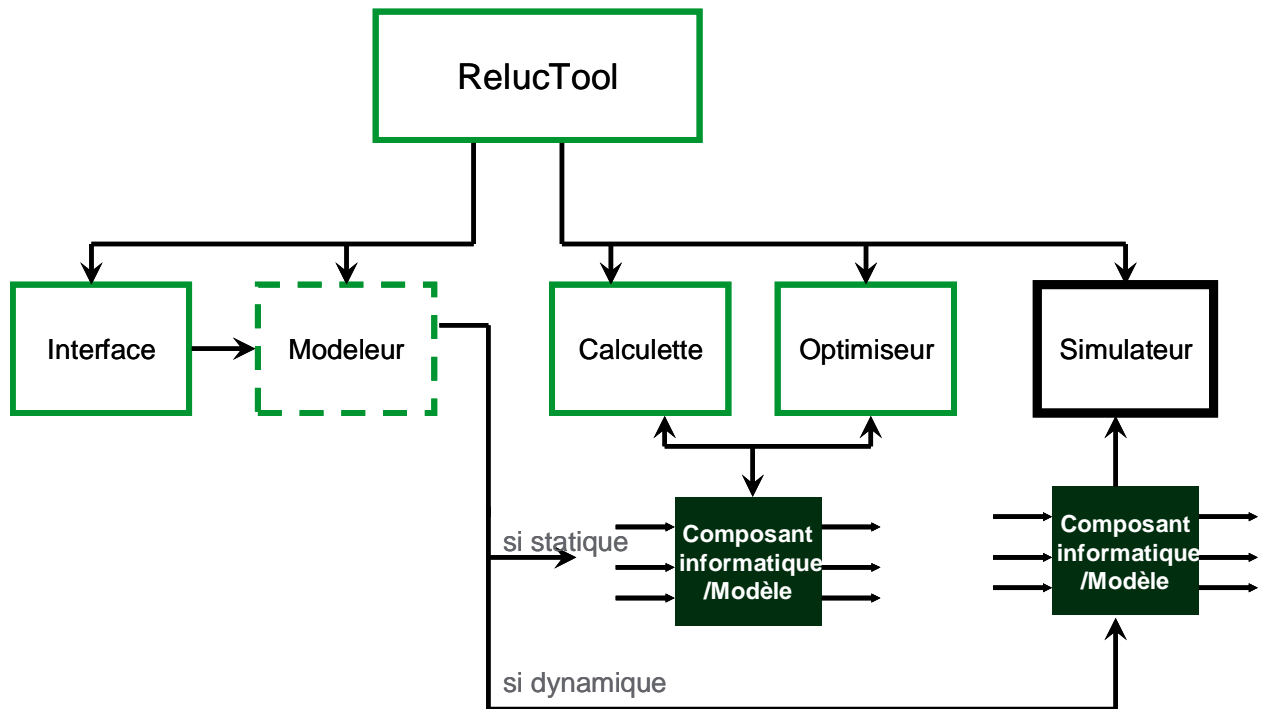 RelucTool
Interface
Modeleur
Calculette
Optimiseur
Simulateur
si statique
Composant
informatique
/Modèle
Composant
informatique
/Modèle
si dynamique